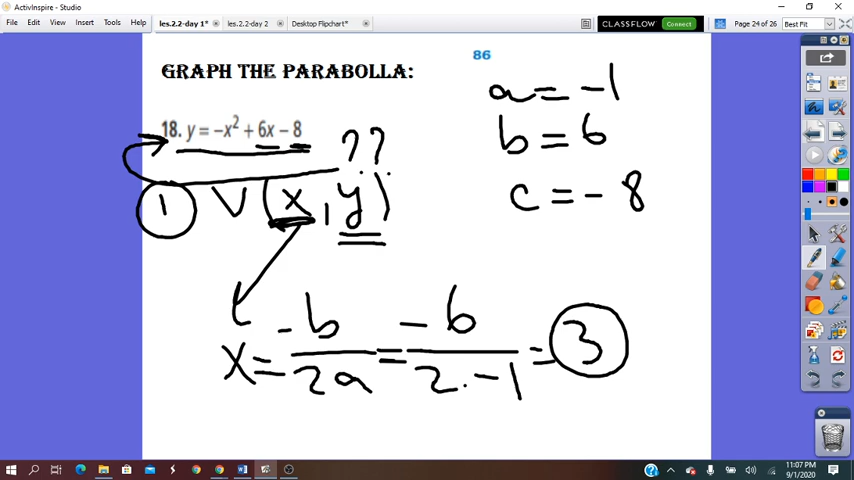 ActivInspire - Studio
les.2.2-day 1*
les.2.2-day 2
Desktop Flipchart*
File Edit View Insert Tools Help
CLASSFLOW Connect
Page 24 of 26
Best Fit
86
GRAPH THE PARABOLLA:
a = -1
18. y = -x² + 6x - 8
b = 6
??
1 V (x, y)
c = -8
x = -b/2a = -6/2·-1 = 3
11:07 PM
9/1/2020